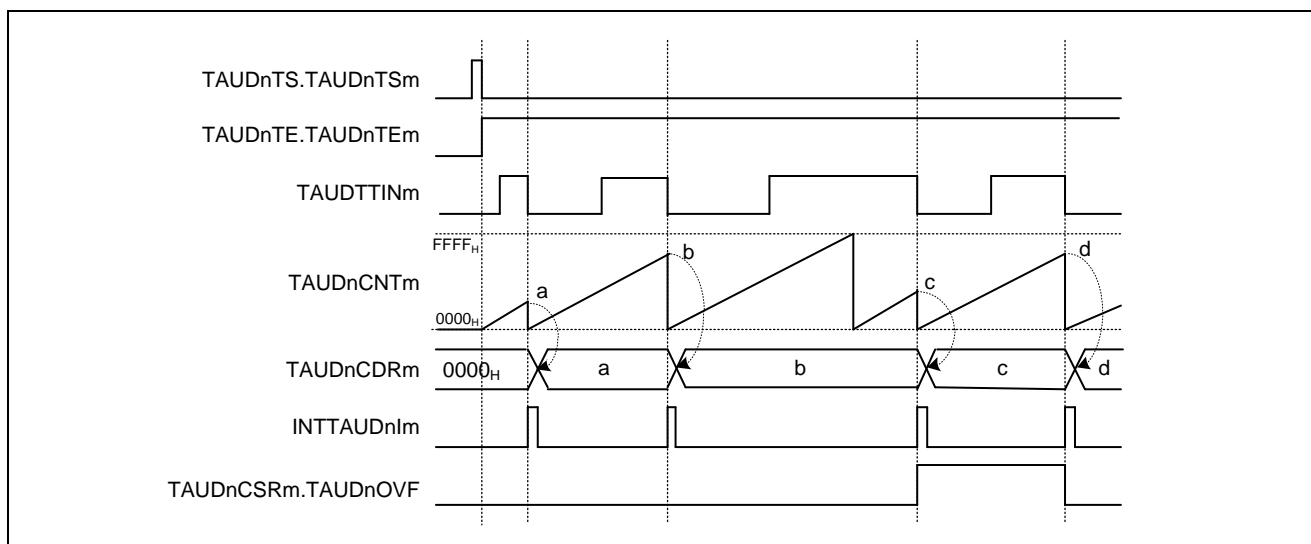 TAUDnTS.TAUDnTSm
TAUDnTE.TAUDnTEm
TAUDTTINm
FFFFH
TAUDnCNTm
0000H
a
b
c
d
TAUDnCDRm
0000H
a
b
c
d
INTTAUDnIm
TAUDnCSRm.TAUDnOVF